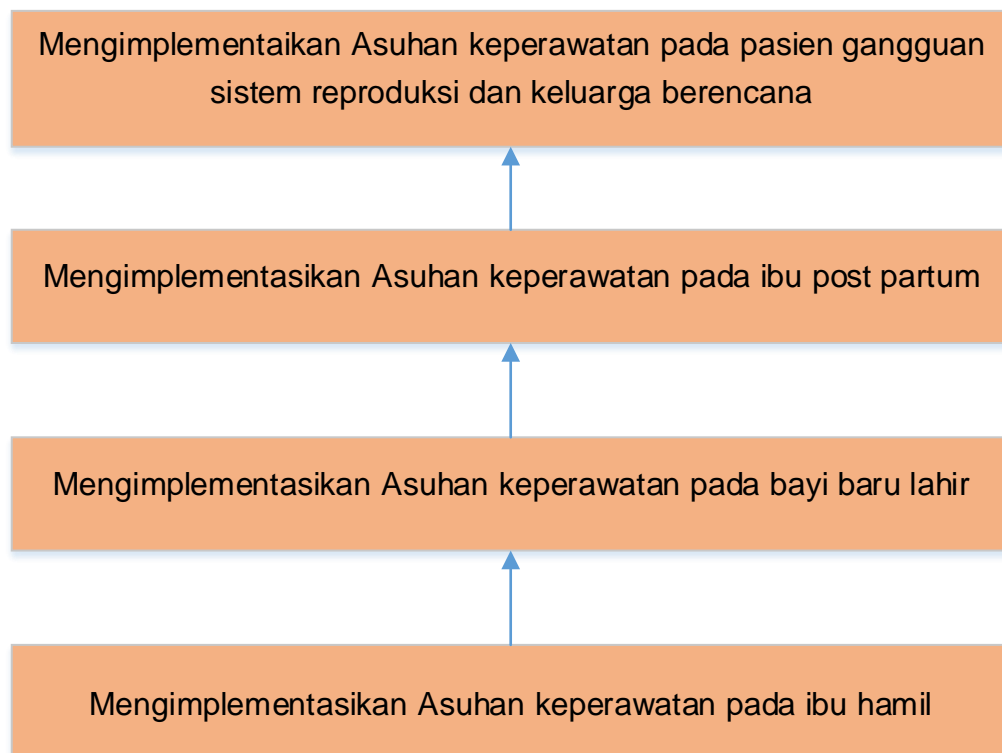 Mengimplementaikan Asuhan keperawatan pada pasien gangguan
sistem reproduksi dan keluarga berencana
Mengimplementasikan Asuhan keperawatan pada ibu post partum
Mengimplementasikan Asuhan keperawatan pada bayi baru lahir
Mengimplementasikan Asuhan keperawatan pada ibu hamil